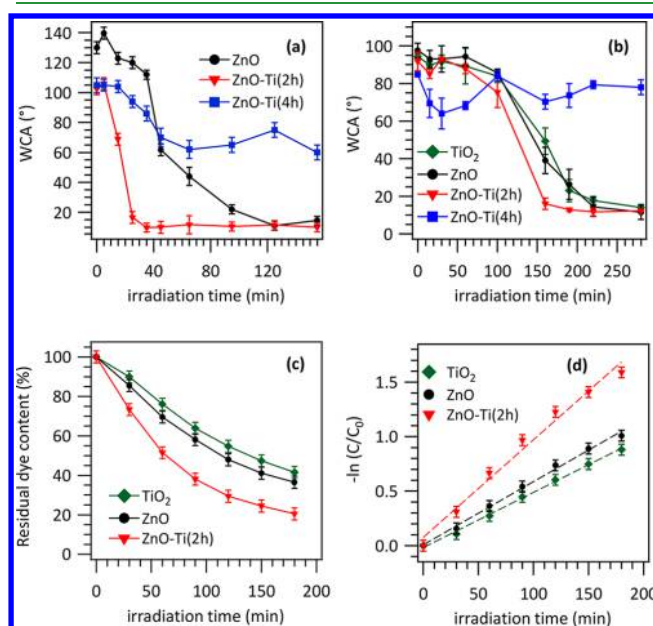 (a)
ZnO
ZnO-Ti(2h)
ZnO-Ti(4h)
WCA (°)
140
120
100
80
60
40
20
0
40
80
120
irradiation time (min)
(b)
TiO2
ZnO
ZnO-Ti(2h)
ZnO-Ti(4h)
WCA (°)
100
80
60
40
20
0
0
50
100
150
200
250
irradiation time (min)
(c)
TiO2
ZnO
ZnO-Ti(2h)
Residual dye content (%)
100
80
60
40
20
0
0
50
100
150
200
irradiation time (min)
(d)
TiO2
ZnO
ZnO-Ti(2h)
-ln (C/C0)
1.5
1.0
0.5
0.0
0
50
100
150
200
irradiation time (min)